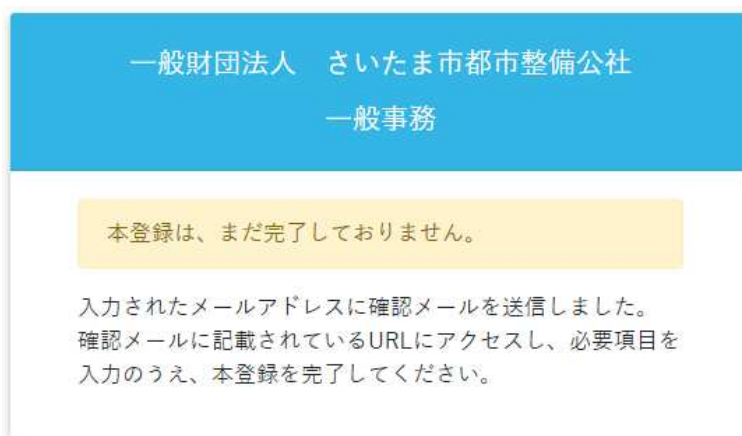 一般財団法人　さいたま市都市整備公社
一般事務
本登録は、まだ完了しておりません。
入力されたメールアドレスに確認メールを送信しました。
確認メールに記載されているURLにアクセスし、必要項目を
入力のうえ、本登録を完了してください。